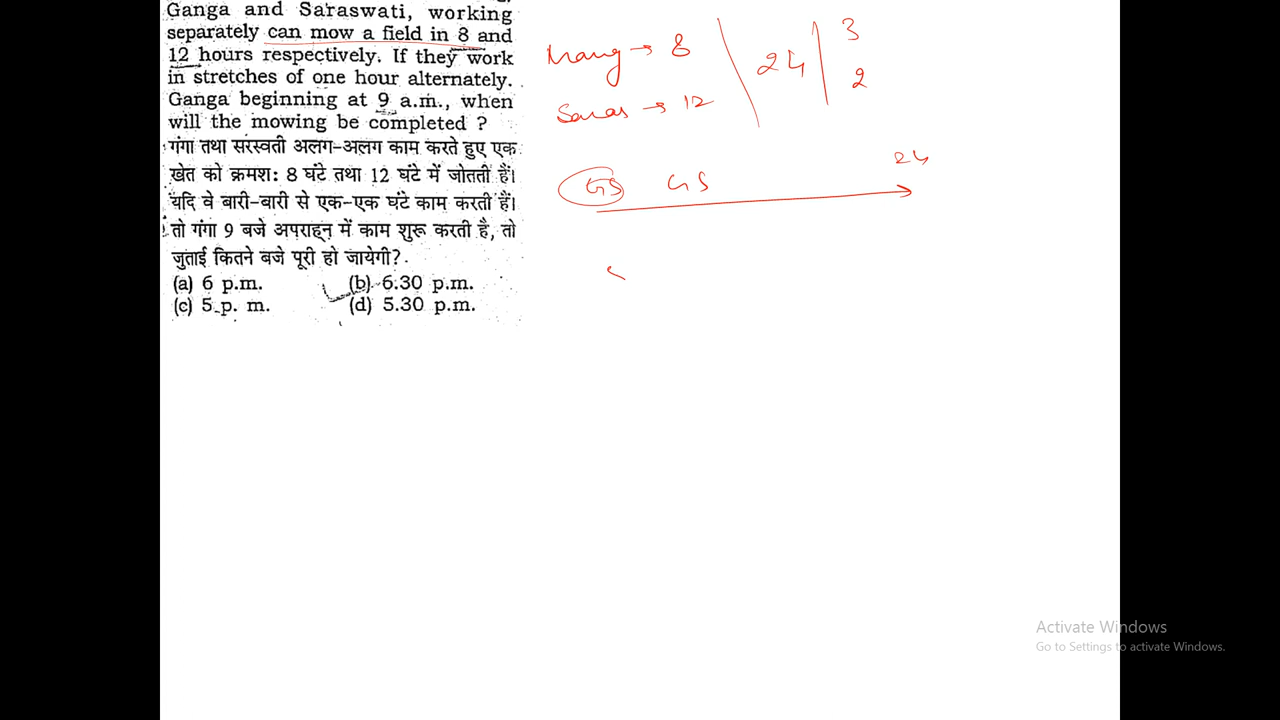 Ganga and Saraswati, working
separately can mow a field in 8 and
12 hours respectively. If they work
in stretches of one hour alternately.
Ganga beginning at 9 a.m., when
will the mowing be completed ?
गंगा तथा सरस्वती अलग-अलग काम करते हुए एक
खेत को क्रमश: 8 घंटे तथा 12 घंटे में जोतती हैं।
यदि वे बारी-बारी से एक-एक घंटे काम करती हैं।
तो गंगा 9 बजे अपराह्न में काम शुरू करती है, तो
जुताई कितने बजे पूरी हो जायेगी?
(a) 6 p.m. (b) 6.30 p.m.
(c) 5 p. m. (d) 5.30 p.m.
→ 8 24 3
Saras → 12 2
GS GS 24
5
Activate Windows
Go to Settings to activate Windows.